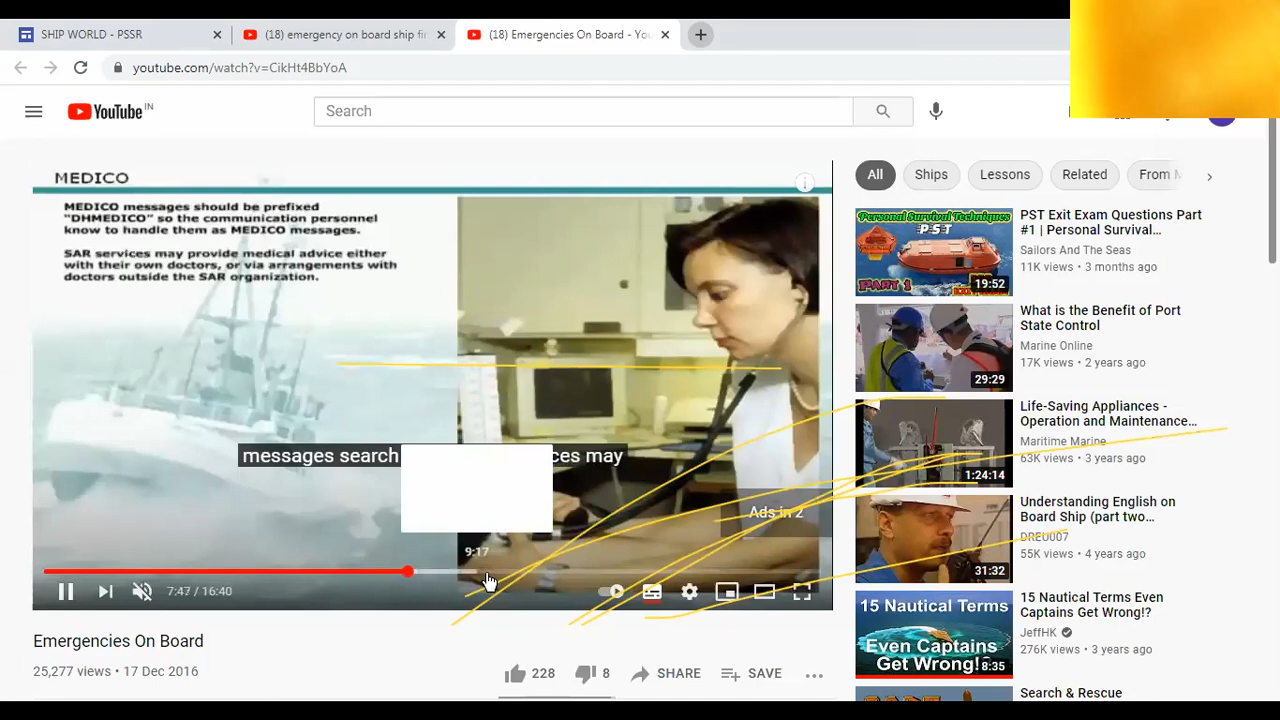 SHIP WORLD - PSSR
(18) emergency on board ship fi
(18) Emergencies On Board - You
youtube.com/watch?v=CikHt4BbYoA
YouTube IN
Search
All
Ships
Lessons
Related
From
MEDICO
MEDICO messages should be prefixed
"DHMEDICO" so the communication personnel
know to handle them as MEDICO messages.
SAR services may provide medical advice either
with their own doctors, or via arrangements with
doctors outside the SAR organization.
messages search
ces may
Ads in 2
9:17
7:47 / 16:40
Emergencies On Board
25,277 views • 17 Dec 2016
228
8
SHARE
SAVE
Personal Survival Techniques
PST
PART 1
19:52
PST Exit Exam Questions Part
#1 | Personal Survival...
Sailors And The Seas
11K views • 3 months ago
29:29
What is the Benefit of Port
State Control
Marine Online
17K views • 2 years ago
1:24:14
Life-Saving Appliances -
Operation and Maintenance...
Maritime Marine
63K views • 3 years ago
31:32
Understanding English on
Board Ship (part two...
DREU007
55K views • 4 years ago
15 Nautical Terms
Even Captains
Get Wrong!?
8:35
15 Nautical Terms Even
Captains Get Wrong!?
JeffHK
276K views • 3 years ago
Search & Rescue